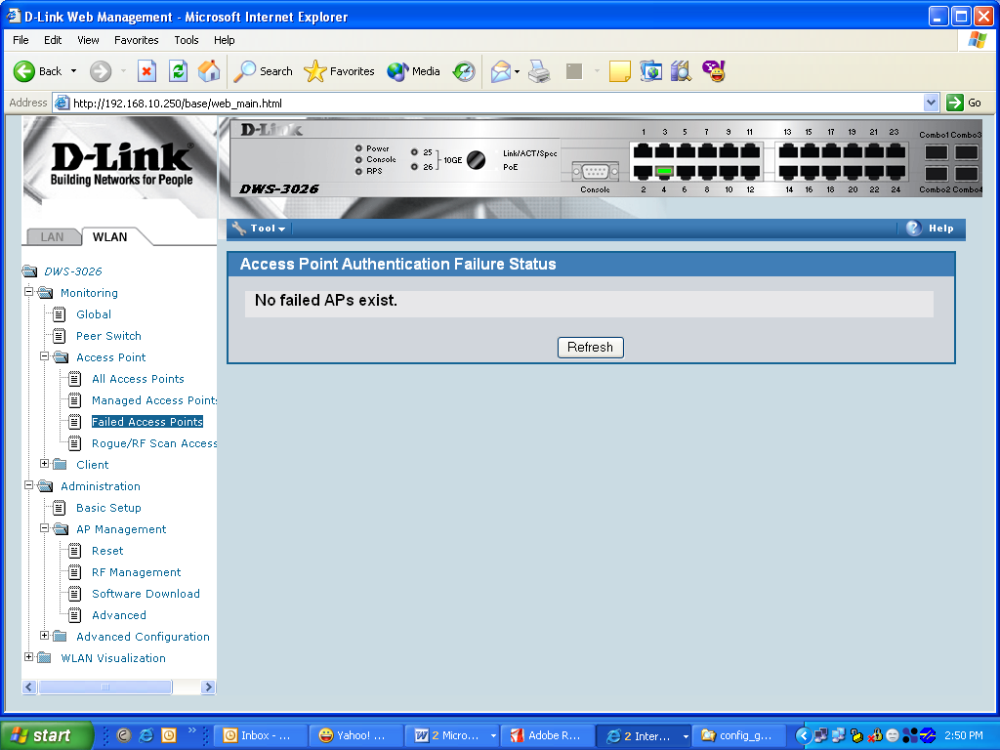 D-Link Web Management - Microsoft Internet Explorer
File Edit View Favorites Tools Help
Back Search Favorites Media
Address http://192.168.10.250/base/web_main.html Go
D-Link
Building Networks for People
D-Link
Power
Console
RPS
25
26
10GE
Link/ACT/Spec
PoE
DWS-3026
Console
1 3 5 7 9 11 13 15 17 19 21 23 Combo1 Combo3
2 4 6 8 10 12 14 16 18 20 22 24 Combo2 Combo4
LAN WLAN
Tool Help
DWS-3026
Monitoring
Global
Peer Switch
Access Point
All Access Points
Managed Access Points
Failed Access Points
Rogue/RF Scan Access
Client
Administration
Basic Setup
AP Management
Reset
RF Management
Software Download
Advanced
Advanced Configuration
WLAN Visualization
Access Point Authentication Failure Status
No failed APs exist.
Refresh
start Inbox - ... Yahoo! ... 2 Micro... Adobe R... 2 Inter... config_g... 2:50 PM